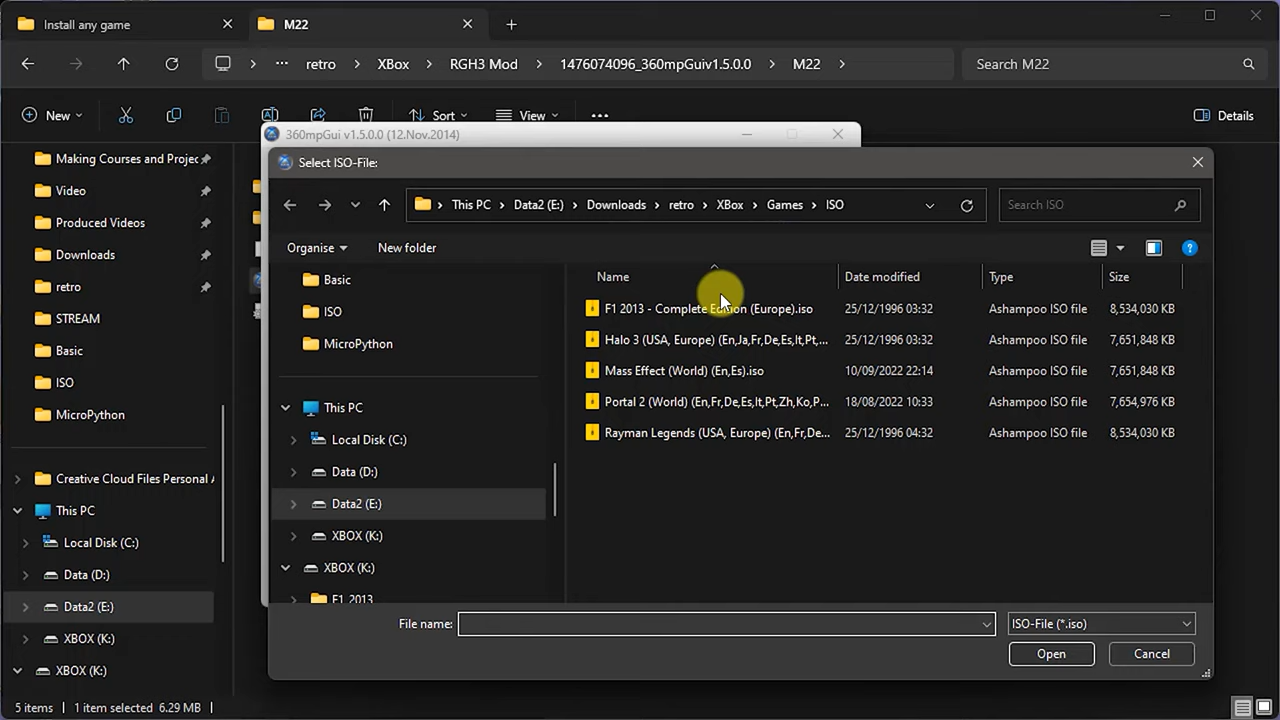 Install any game
M22
retro
XBox
RGH3 Mod
1476074096_360mpGuiv1.5.0.0
M22
Search M22
New
Sort
View
Details
360mpGui v1.5.0.0 (12.Nov.2014)
Select ISO-File:
This PC
Data2 (E:)
Downloads
retro
XBox
Games
ISO
Search ISO
Organise
New folder
Making Courses and Projec
Video
Produced Videos
Downloads
retro
STREAM
Basic
ISO
MicroPython
Creative Cloud Files Personal
This PC
Local Disk (C:)
Data (D:)
Data2 (E:)
XBOX (K:)
XBOX (K:)
Basic
ISO
MicroPython
This PC
Local Disk (C:)
Data (D:)
Data2 (E:)
XBOX (K:)
XBOX (K:)
F1 2013
Name Date modified Type Size
F1 2013 - Complete Edition (Europe).iso 25/12/1996 03:32 Ashampoo ISO file 8,534,030 KB
Halo 3 (USA, Europe) (En,Ja,Fr,De,Es,It,Pt,... 25/12/1996 03:32 Ashampoo ISO file 7,651,848 KB
Mass Effect (World) (En,Es).iso 10/09/2022 22:14 Ashampoo ISO file 7,651,848 KB
Portal 2 (World) (En,Fr,De,Es,It,Pt,Zh,Ko,P... 18/08/2022 10:33 Ashampoo ISO file 7,654,976 KB
Rayman Legends (USA, Europe) (En,Fr,De... 25/12/1996 04:32 Ashampoo ISO file 8,534,030 KB
File name:
ISO-File (*.iso)
Open
Cancel
5 items
1 item selected 6.29 MB